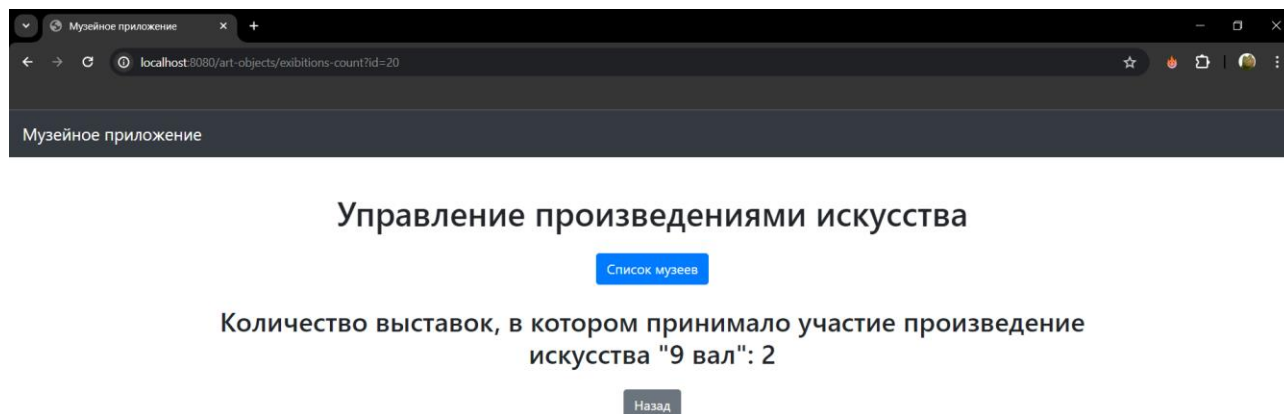 Музейное приложение
localhost:8080/art-objects/exibitions-count?id=20
Музейное приложение
Управление произведениями искусства
Список музеев
Количество выставок, в котором принимало участие произведение
искусства "9 вал": 2
Назад